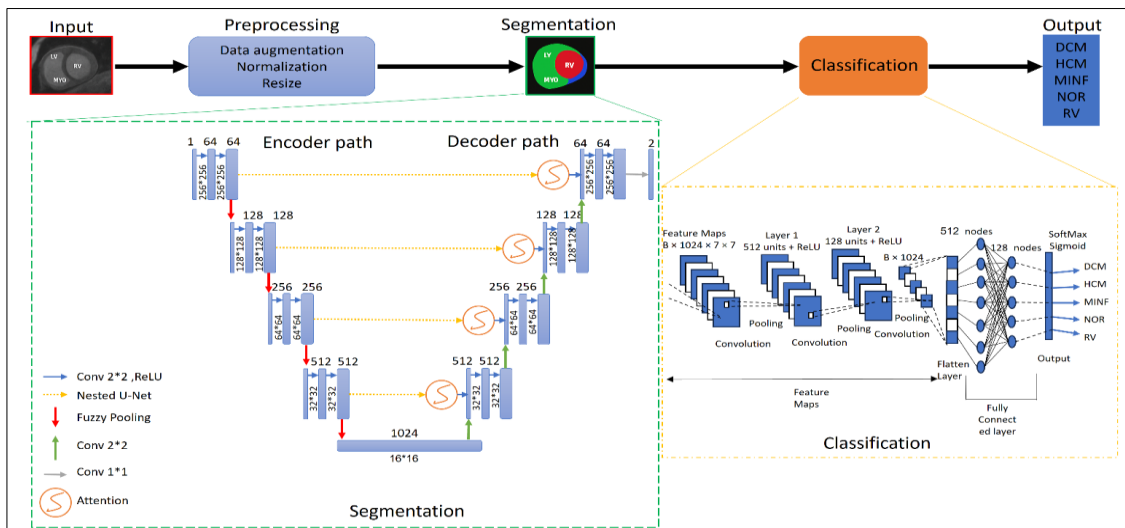 Input
Preprocessing
Segmentation
Output
LV
RV
MYO
Data augmentation
Normalization
Resize
LV
RV
MYO
Classification
DCM
HCM
MINF
NOR
RV
Encoder path
Decoder path
1 64 64
256*256
256*256
64 64 2
256*256
256*256
128 128
128*128
128*128
128 128
128*128
128*128
256 256
64*64
64*64
256 256
64*64
64*64
512 512
32*32
32*32
512 512
32*32
32*32
1024
16*16
Conv 2*2 ,ReLU
Nested U-Net
Fuzzy Pooling
Conv 2*2
Conv 1*1
Attention
Segmentation
Feature Maps
B × 1024 × 7 × 7
Layer 1
512 units + ReLU
Layer 2
128 units + ReLU
B × 1024
512 nodes
128 nodes
SoftMax
Sigmoid
DCM
HCM
MINF
NOR
RV
Pooling
Convolution
Pooling
Convolution
Pooling
Convolution
Flatten
Layer
Output
Feature
Maps
Fully
Connect
ed layer
Classification